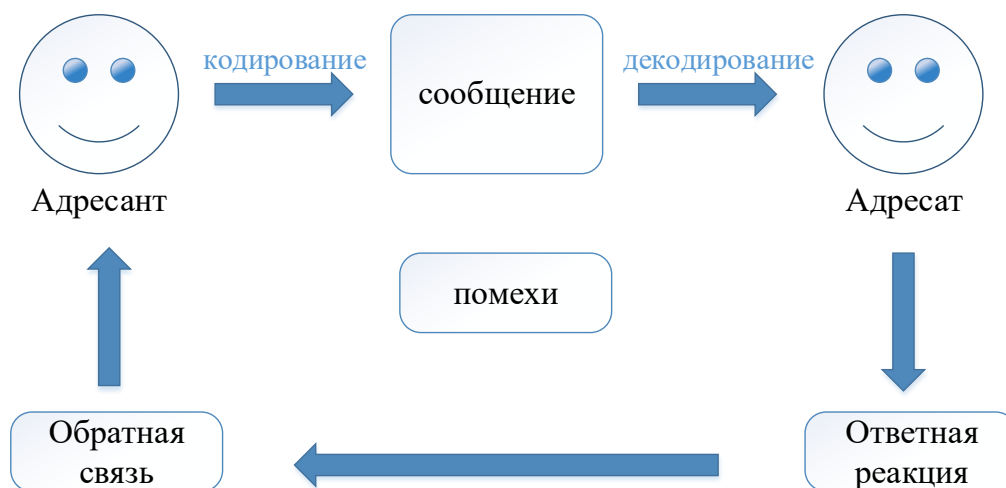 кодирование
сообщение
декодирование
Адресант
Адресат
помехи
Обратная
связь
Ответная
реакция